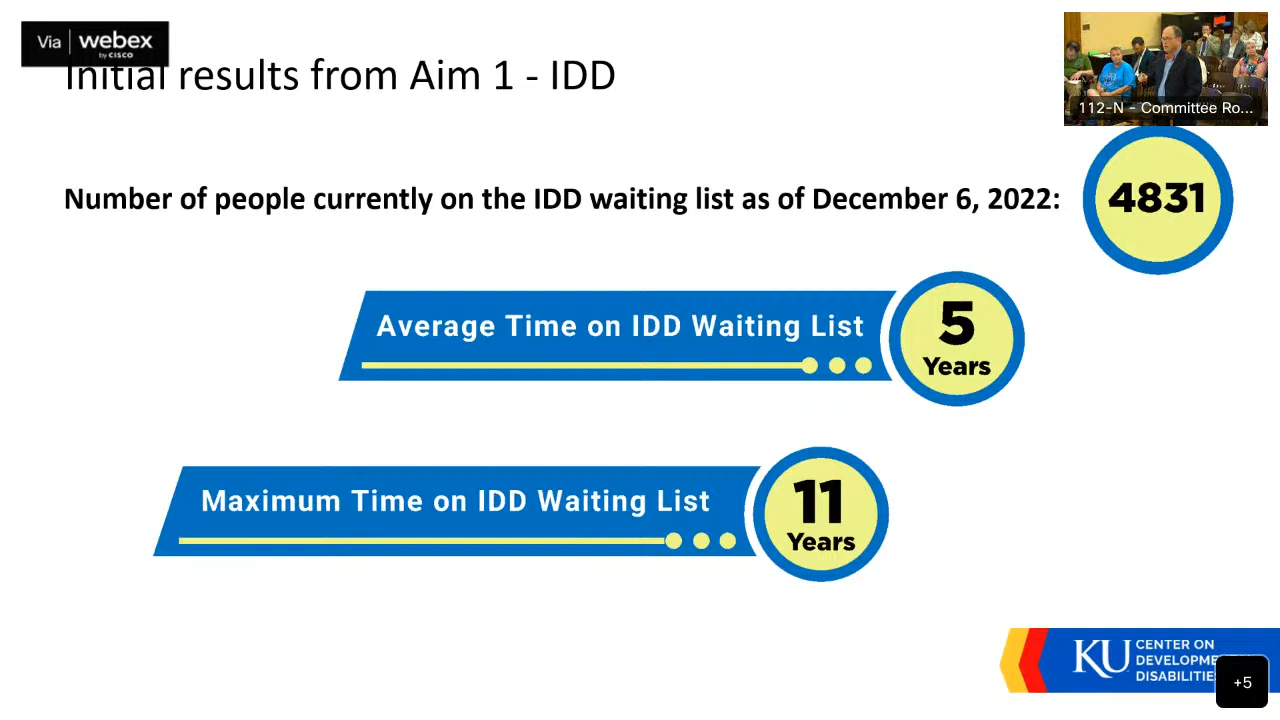 Via webex
by CISCO
Initial results from Aim 1 - IDD
112-N - Committee Ro...
Number of people currently on the IDD waiting list as of December 6, 2022:
4831
Average Time on IDD Waiting List
5
Years
Maximum Time on IDD Waiting List
11
Years
KU CENTER ON
DEVELOPME
DISABILITIE
+5